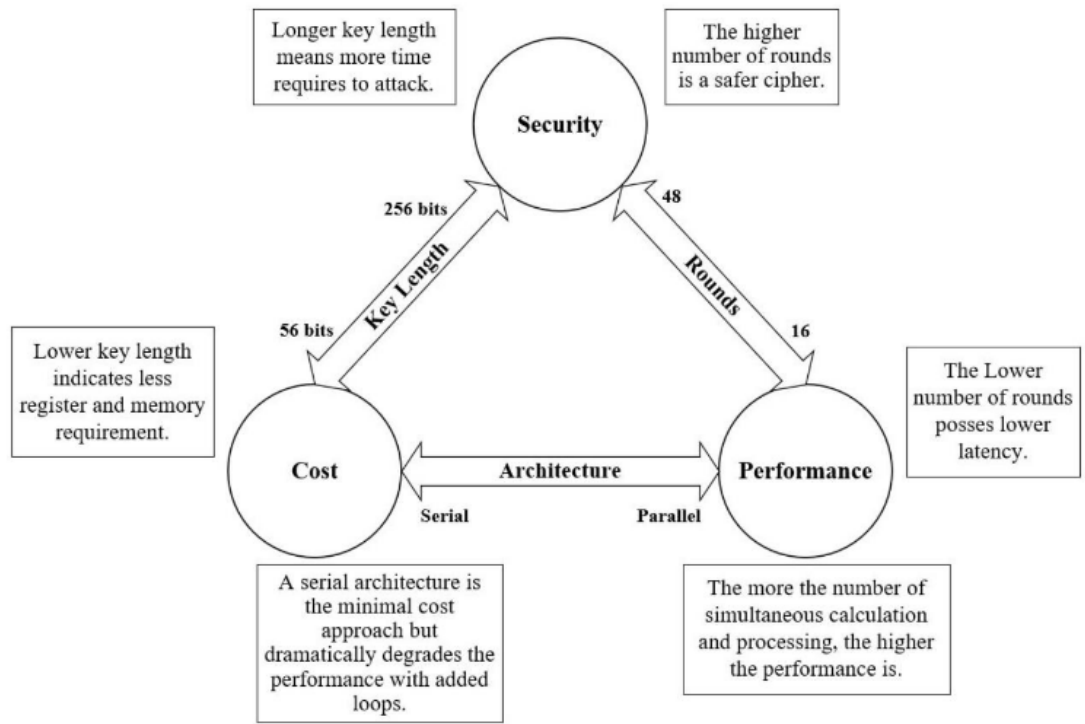 Longer key length
means more time
requires to attack.
The higher
number of rounds
is a safer cipher.
Security
256 bits
48
Key Length
Rounds
56 bits
16
Lower key length
indicates less
register and memory
requirement.
The Lower
number of rounds
posses lower
latency.
Cost
Architecture
Performance
Serial
Parallel
A serial architecture is
the minimal cost
approach but
dramatically degrades the
performance with added
loops.
The more the number of
simultaneous calculation
and processing, the higher
the performance is.